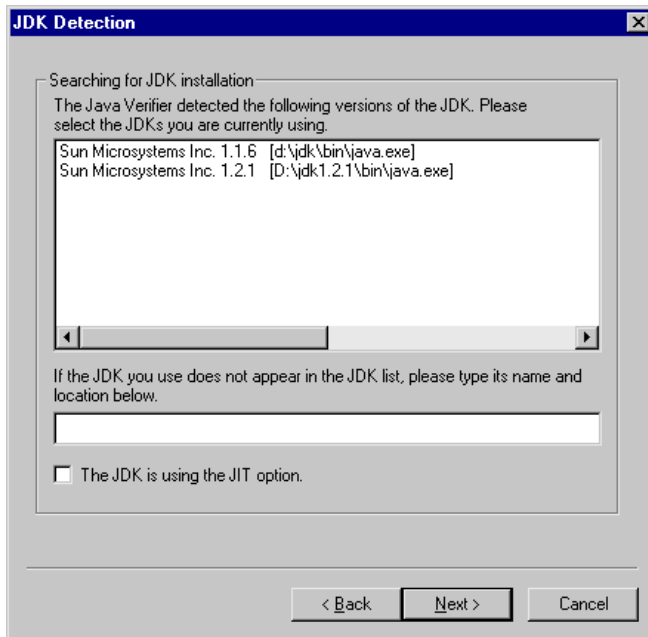 JDK Detection
Searching for JDK installation
The Java Verifier detected the following versions of the JDK. Please
select the JDKs you are currently using.
Sun Microsystems Inc. 1.1.6 [d:\jdk\bin\java.exe]
Sun Microsystems Inc. 1.2.1 [D:\jdk1.2.1\bin\java.exe]
If the JDK you use does not appear in the JDK list, please type its name and
location below.
The JDK is using the JIT option.
< Back Next > Cancel